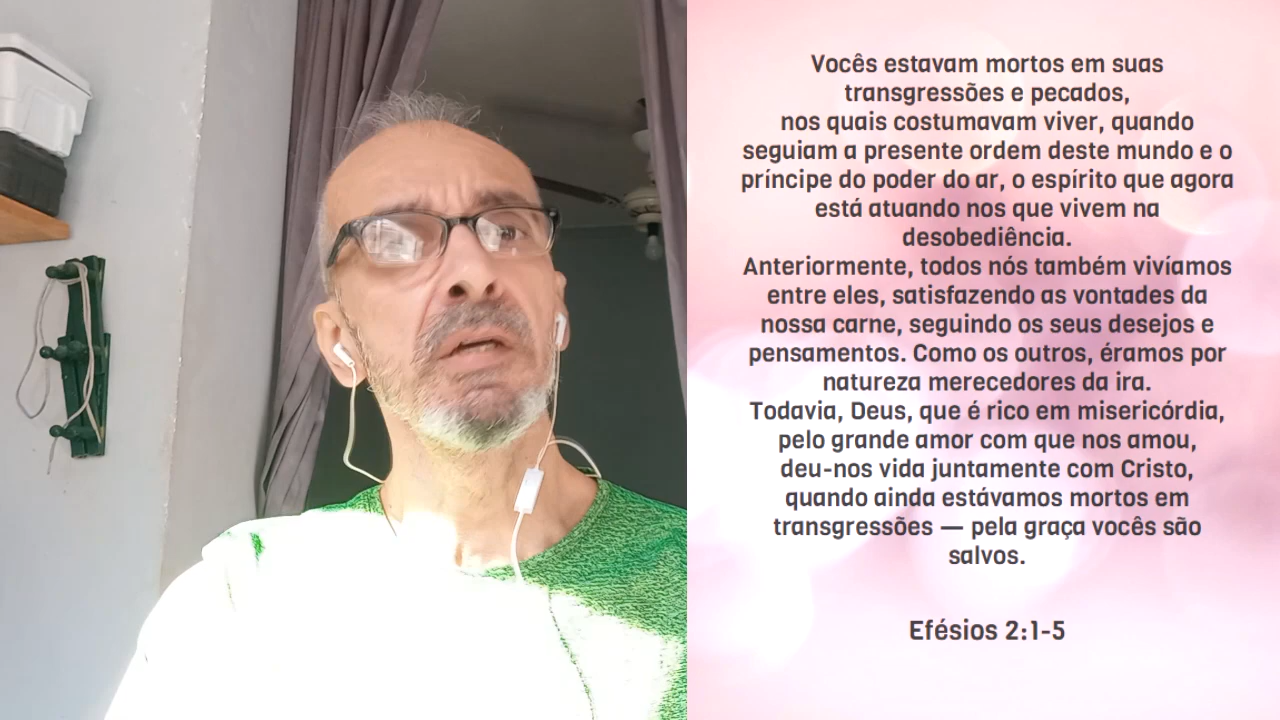 Vocês estavam mortos em suas
transgressões e pecados,
nos quais costumavam viver, quando
seguiam a presente ordem deste mundo e o
príncipe do poder do ar, o espírito que agora
está atuando nos que vivem na
desobediência.
Anteriormente, todos nós também vivíamos
entre eles, satisfazendo as vontades da
nossa carne, seguindo os seus desejos e
pensamentos. Como os outros, éramos por
natureza merecedores da ira.
Todavia, Deus, que é rico em misericórdia,
pelo grande amor com que nos amou,
deu-nos vida juntamente com Cristo,
quando ainda estávamos mortos em
transgressões — pela graça vocês são
salvos.
Efésios 2:1-5